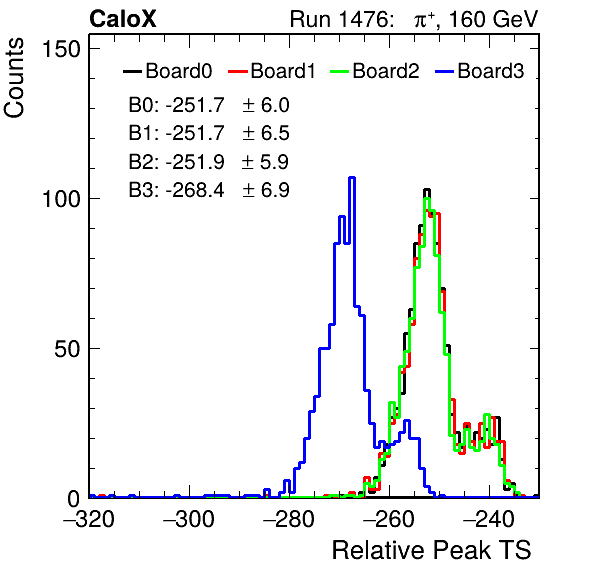 CaloX Run 1476: π⁺, 160 GeV
Counts
150
Board0 Board1 Board2 Board3
B0: -251.7 ± 6.0
B1: -251.7 ± 6.5
B2: -251.9 ± 5.9
B3: -268.4 ± 6.9
100
50
0
−320 −300 −280 −260 −240
Relative Peak TS